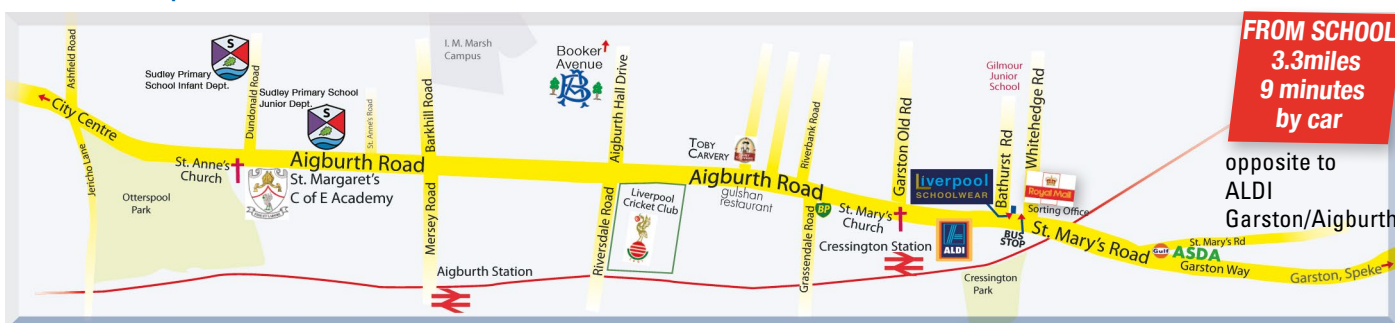 FROM SCHOOL
3.3miles
9 minutes
by car
opposite to
ALDI
Garston/Aigburth
City Centre
Ashfield Road
Jericho Lane
Otterspool
Park
S
Sudley Primary
School Infant Dept.
Dundonald Road
S
Sudley Primary School
Junior Dept.
St. Anne's Road
St. Anne's
Church
Aigburth Road
St. Margaret's
C of E Academy
I. M. Marsh
Campus
Barkhill Road
Mersey Road
Aigburth Station
Booker
Avenue
Aigburth Hall Drive
Riversdale Road
Liverpool
Cricket Club
TOBY
CARVERY
Aigburth Road
gulshan
restaurant
Riverbank Road
Grassendale Road
BP
St. Mary's
Church
Cressington Station
Garston Old Rd
Liverpool
SCHOOLWEAR
A
ALDI
Gilmour
Junior
School
Bathurst Rd
Whitehedge Rd
Royal Mail
Sorting Office
BUS
STOP
Cressington
Park
St. Mary's Road
Gulf
ASDA
St. Mary's Rd
Garston Way
Garston, Speke